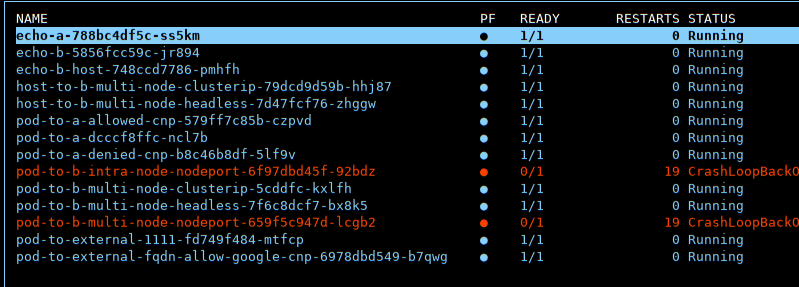 NAME PF READY RESTARTS STATUS
echo-a-788bc4df5c-ss5km ● 1/1 0 Running
echo-b-5856fcc59c-jr894 ● 1/1 0 Running
echo-b-host-748ccd7786-pmhfh ● 1/1 0 Running
host-to-b-multi-node-clusterip-79dcd9d59b-hhj87 ● 1/1 0 Running
host-to-b-multi-node-headless-7d47fcf76-zhggw ● 1/1 0 Running
pod-to-a-allowed-cnp-579ff7c85b-czpvd ● 1/1 0 Running
pod-to-a-dcccf8ffc-ncl7b ● 1/1 0 Running
pod-to-a-denied-cnp-b8c46b8df-5lf9v ● 1/1 0 Running
pod-to-b-intra-node-nodeport-6f97dbd45f-92bdz ● 0/1 19 CrashLoopBackO
pod-to-b-multi-node-clusterip-5cddfc-kxlfh ● 1/1 0 Running
pod-to-b-multi-node-headless-7f6c8dcf7-bx8k5 ● 1/1 0 Running
pod-to-b-multi-node-nodeport-659f5c947d-lcgb2 ● 0/1 19 CrashLoopBackO
pod-to-external-1111-fd749f484-mtfcp ● 1/1 0 Running
pod-to-external-fqdn-allow-google-cnp-6978dbd549-b7qwg ● 1/1 0 Running